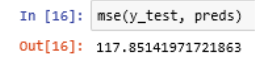 In [16]: mse(y_test, preds)
Out[16]: 117.85141971721863